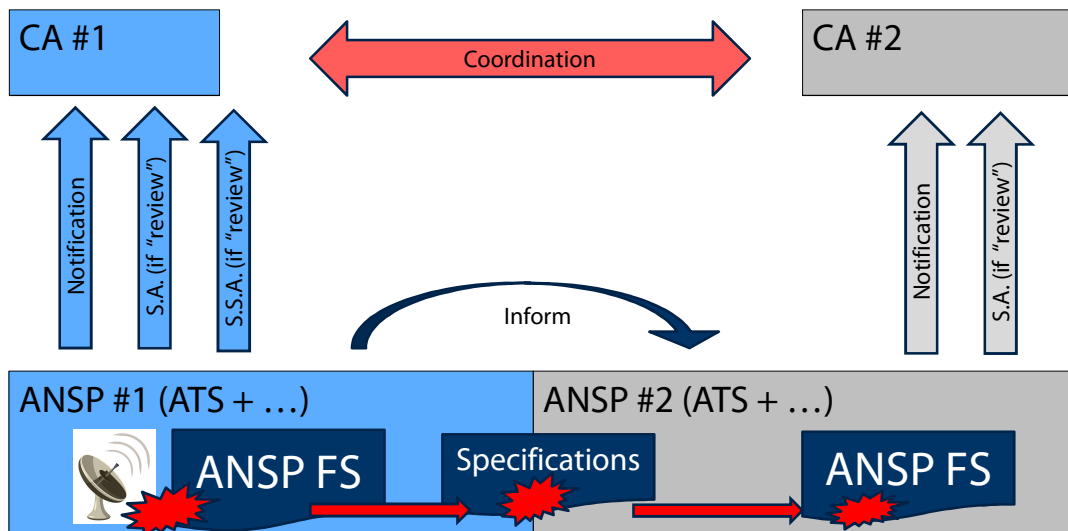 CA #1
CA #2
Coordination
Notification
S.A. (if “review”)
S.S.A. (if “review”)
Notification
S.A. (if “review”)
Inform
ANSP #1 (ATS + …)
ANSP #2 (ATS + …)
ANSP FS
Specifications
ANSP FS